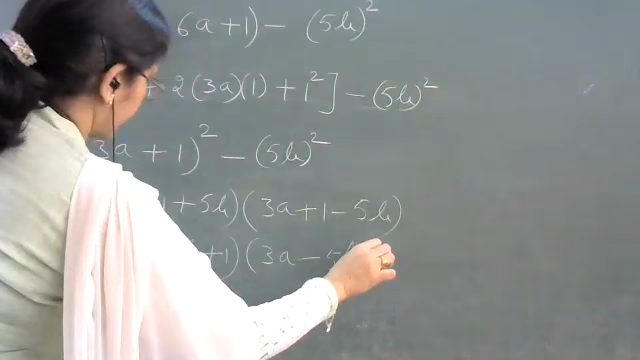 6a + 1) - (5b)²
+ 2(3a)(1) + 1²] - (5b)²
3a + 1)² - (5b)²
1 + 5b)(3a + 1 - 5b)
+ 1)(3a - 5